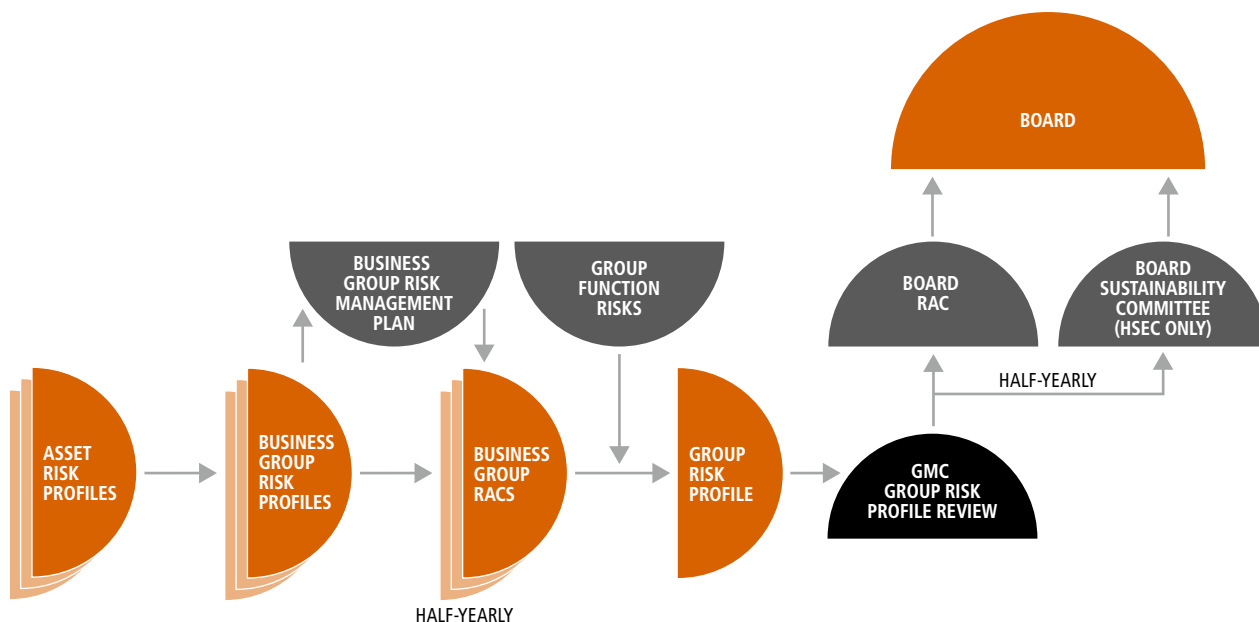 BOARD
BUSINESS
GROUP RISK
MANAGEMENT
PLAN
GROUP
FUNCTION
RISKS
BOARD
RAC
BOARD
SUSTAINABILITY
COMMITTEE
(HSEC ONLY)
HALF-YEARLY
ASSET
RISK
PROFILES
BUSINESS
GROUP
RISK
PROFILES
BUSINESS
GROUP
RACS
GROUP
RISK
PROFILE
GMC
GROUP RISK
PROFILE REVIEW
HALF-YEARLY